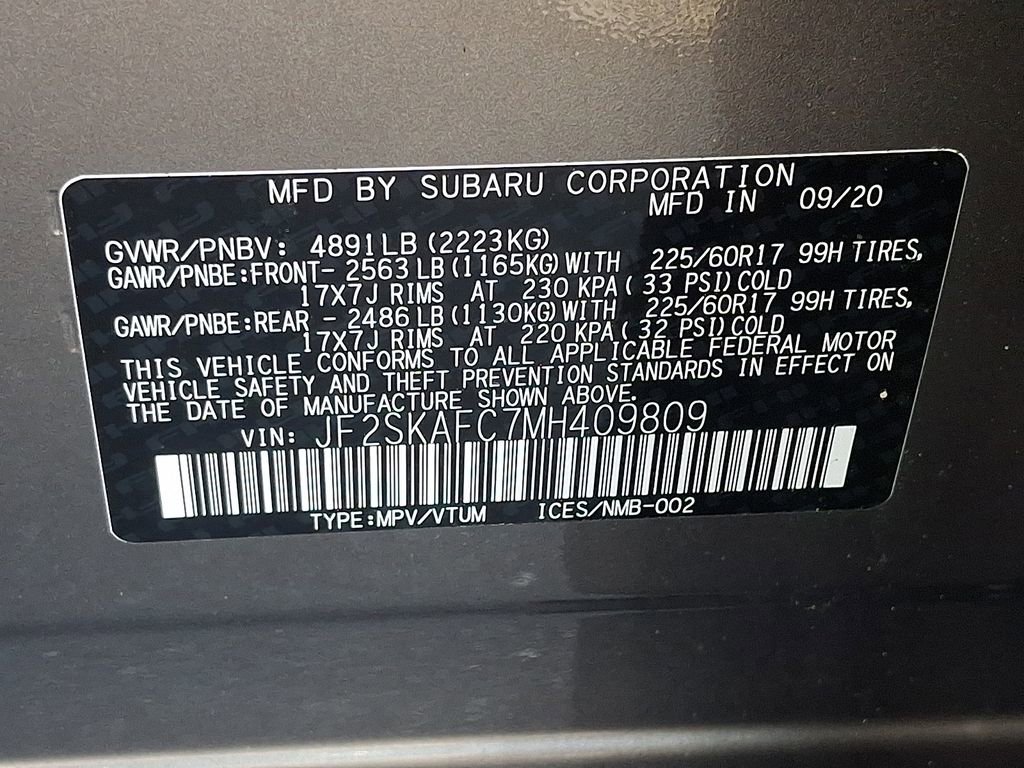 MFD BY SUBARU CORPORATION
MFD IN 09/20
GVWR/PNBV: 4891LB (2223KG)
GAWR/PNBE:FRONT- 2563 LB (1165KG) WITH 225/60R17 99H TIRES,
17X7J RIMS AT 230 KPA ( 33 PSI) COLD
GAWR/PNBE:REAR - 2486 LB (1130KG) WITH 225/60R17 99H TIRES,
17X7J RIMS AT 220 KPA ( 32 PSI) COLD
THIS VEHICLE CONFORMS TO ALL APPLICABLE FEDERAL MOTOR
VEHICLE SAFETY AND THEFT PREVENTION STANDARDS IN EFFECT ON
THE DATE OF MANUFACTURE SHOWN ABOVE.
VIN: JF2SKAFC7MH409809
TYPE:MPV/VTUM ICES/NMB-002